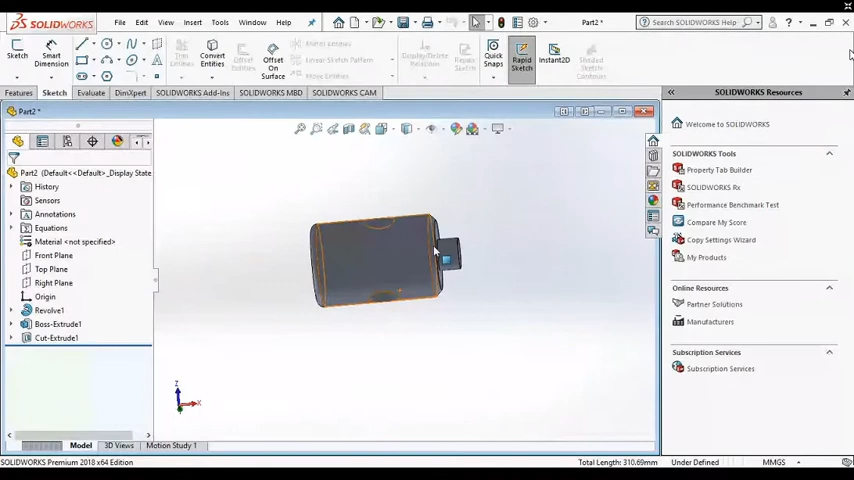 SOLIDWORKS
File Edit View Insert Tools Window Help
Part2 *
Search SOLIDWORKS Help
Sketch
Smart Dimension
Trim Entities
Convert Entities
Offset Entities
Offset On Surface
Mirror Entities
Linear Sketch Pattern
Move Entities
Display/Delete Relations
Repair Sketch
Quick Snaps
Rapid Sketch
Instant2D
Shaded Sketch Contours
Features Sketch Evaluate DimXpert SOLIDWORKS Add-Ins SOLIDWORKS MBD SOLIDWORKS CAM
SOLIDWORKS Resources
Part2 *
Welcome to SOLIDWORKS
SOLIDWORKS Tools
Property Tab Builder
SOLIDWORKS Rx
Performance Benchmark Test
Compare My Score
Copy Settings Wizard
My Products
Online Resources
Partner Solutions
Manufacturers
Subscription Services
Subscription Services
Part2 (Default<<Default>_Display State
History
Sensors
Annotations
Equations
Material <not specified>
Front Plane
Top Plane
Right Plane
Origin
Revolve1
Boss-Extrude1
Cut-Extrude1
Z
X
Model 3D Views Motion Study 1
SOLIDWORKS Premium 2018 x64 Edition
Total Length: 310.69mm Under Defined MMGS